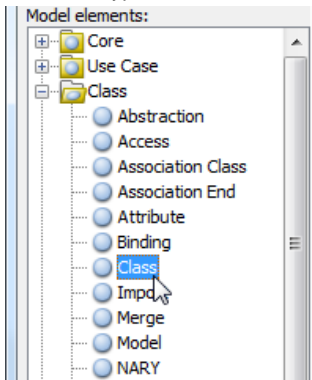 Model elements:
Core
Use Case
Class
Abstraction
Access
Association Class
Association End
Attribute
Binding
Class
Merge
Model
NARY